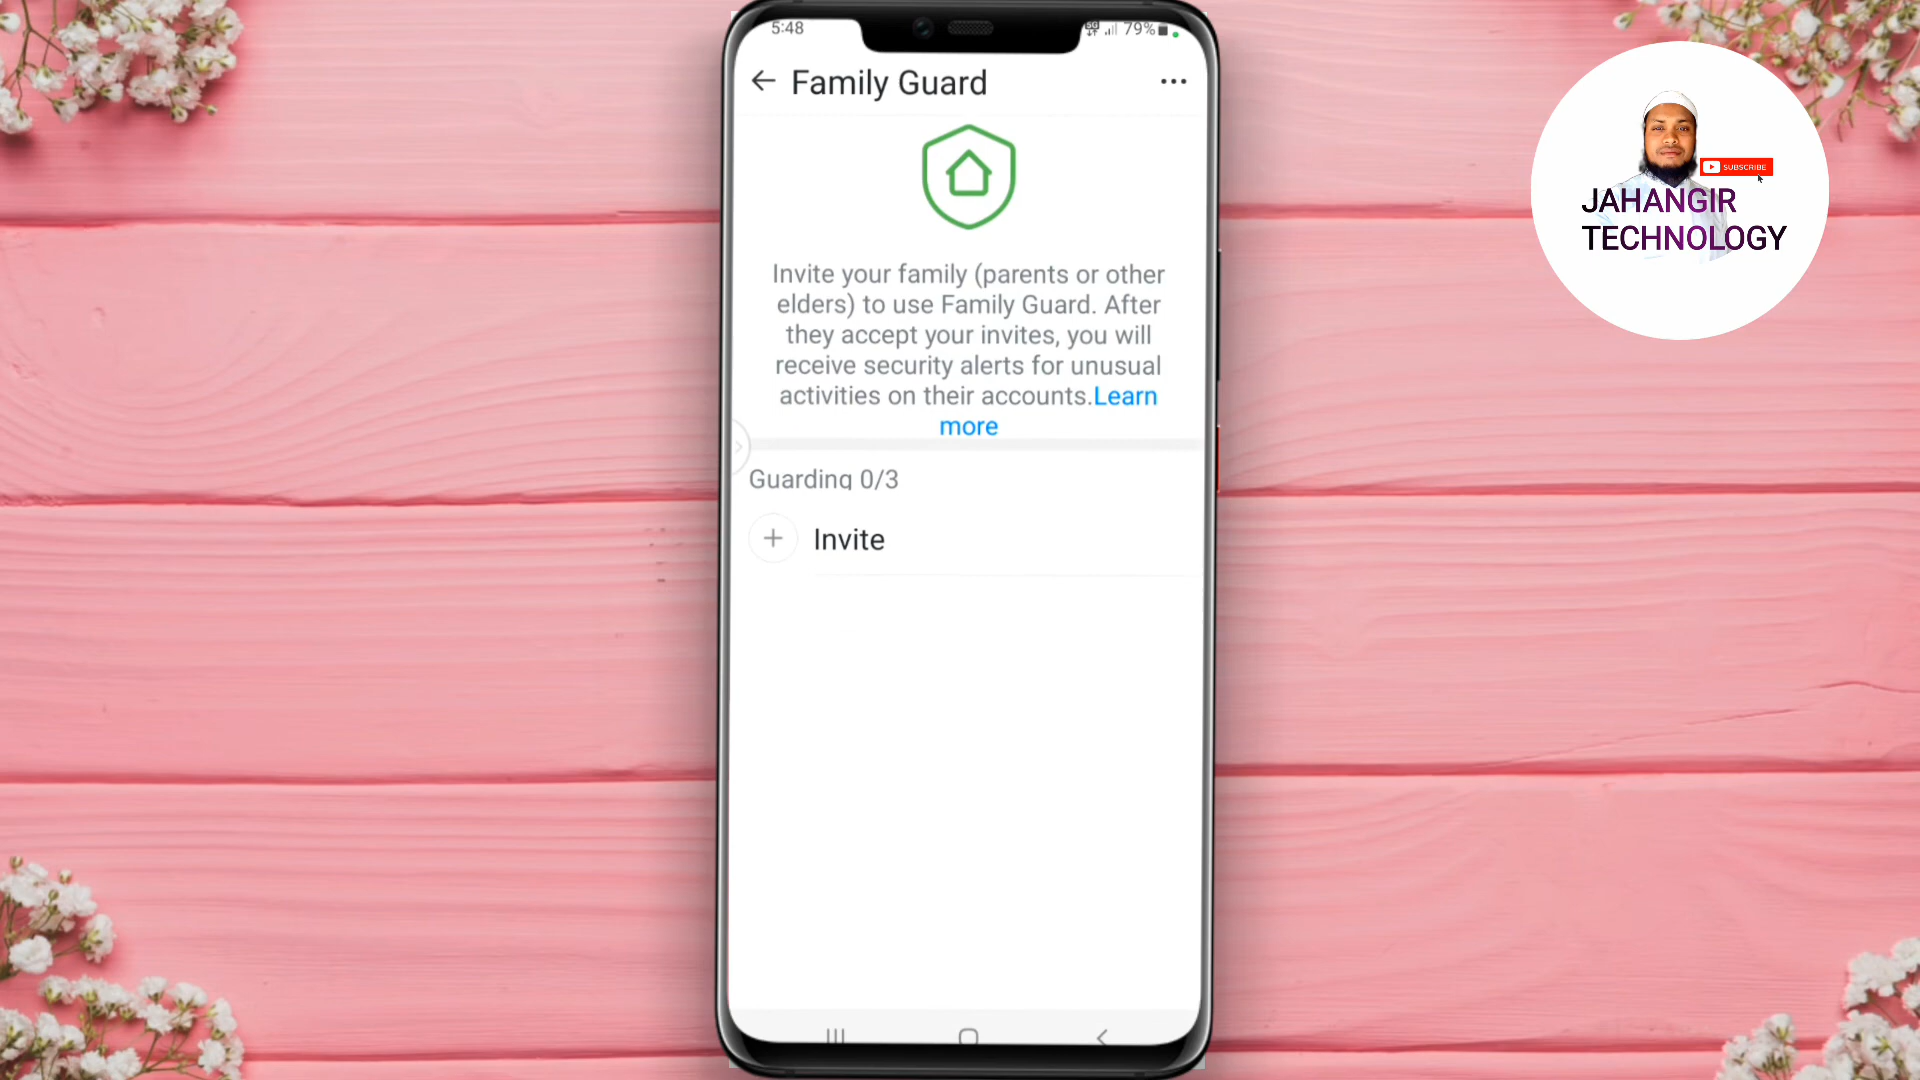 5:48
5G 79%
Family Guard
Invite your family (parents or other
elders) to use Family Guard. After
they accept your invites, you will
receive security alerts for unusual
activities on their accounts.Learn
more
Guarding 0/3
Invite
SUBSCRIBE
JAHANGIR
TECHNOLOGY